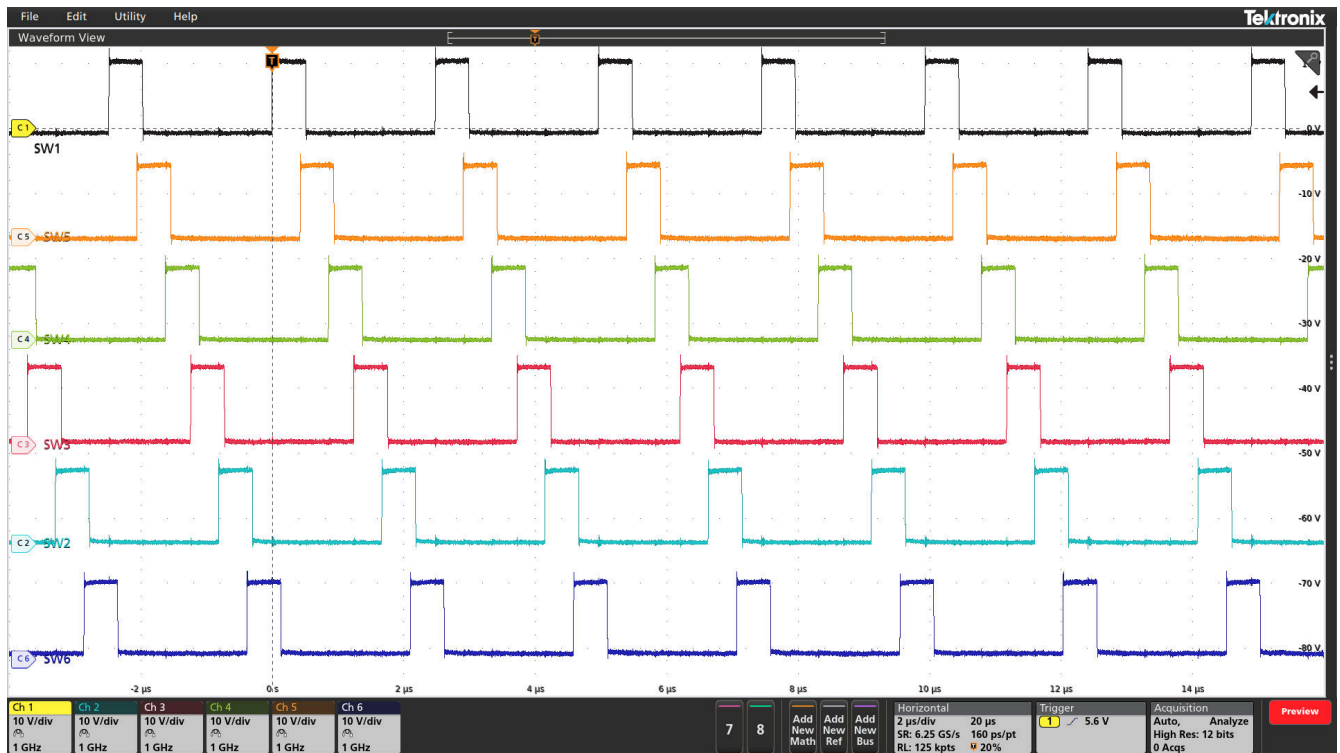 File Edit Utility Help
Tektronix
Waveform View
T
T
C 1
0 V
SW1
-10 V
C 5 SW5
-20 V
-30 V
C 4 SW4
-40 V
C 3 SW3
-50 V
-60 V
C 2 SW2
-70 V
-80 V
C 6 SW6
-2 µs 0 s 2 µs 4 µs 6 µs 8 µs 10 µs 12 µs 14 µs
Ch 1 Ch 2 Ch 3 Ch 4 Ch 5 Ch 6
10 V/div 10 V/div 10 V/div 10 V/div 10 V/div 10 V/div
1 GHz 1 GHz 1 GHz 1 GHz 1 GHz 1 GHz
7 8
Add New Math
Add New Ref
Add New Bus
Horizontal
2 µs/div 20 µs
SR: 6.25 GS/s 160 ps/pt
RL: 125 kpts T 20%
Trigger
1 5.6 V
Acquisition
Auto, Analyze
High Res: 12 bits
0 Acqs
Preview